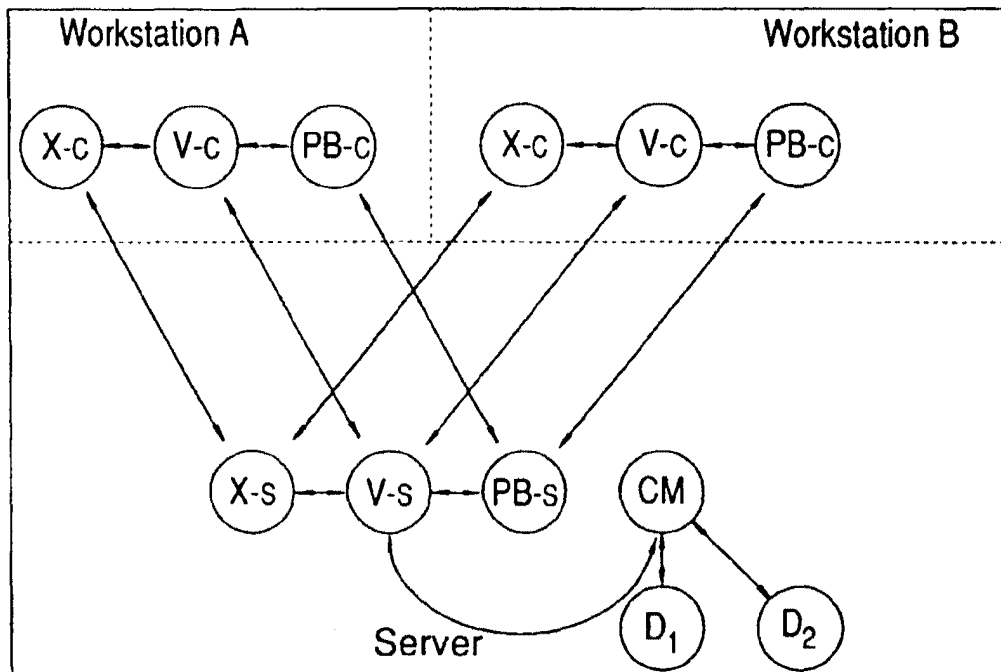 Workstation A
Workstation B
X-c
V-c
PB-c
X-c
V-c
PB-c
X-s
V-s
PB-s
CM
Server
D1
D2